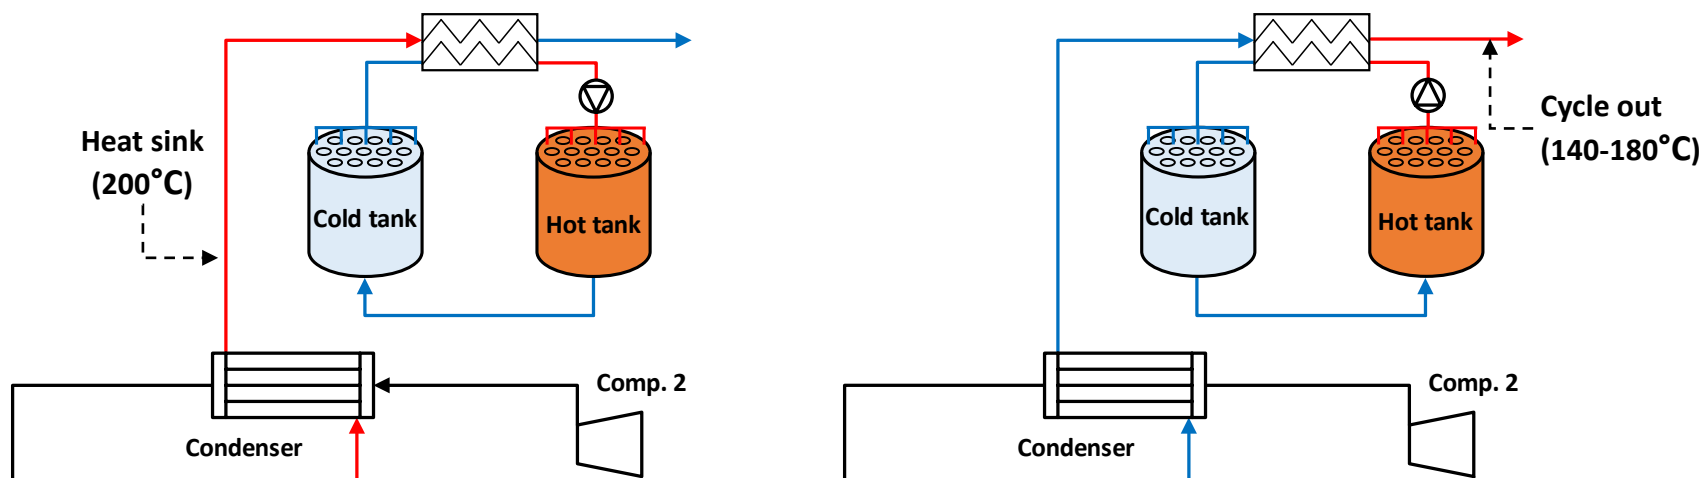 Heat sink
(200°C)
Cold tank
Hot tank
Comp. 2
Condenser
Cycle out
(140-180°C)
Cold tank
Hot tank
Comp. 2
Condenser